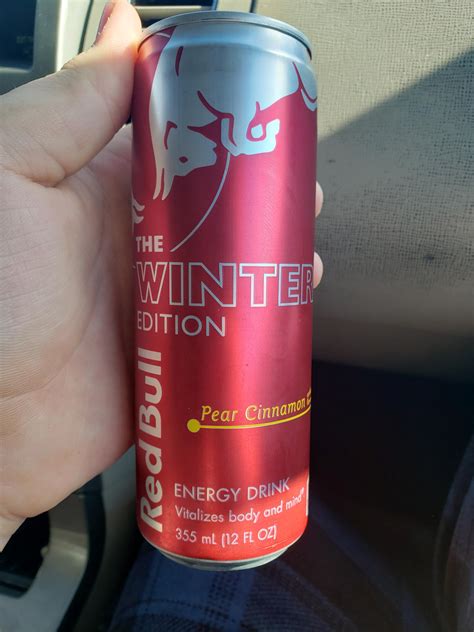 THE
WINTER
EDITION
Red Bull
Pear Cinnamon
ENERGY DRINK
Vitalizes body and mind®
355 mL (12 FL OZ)